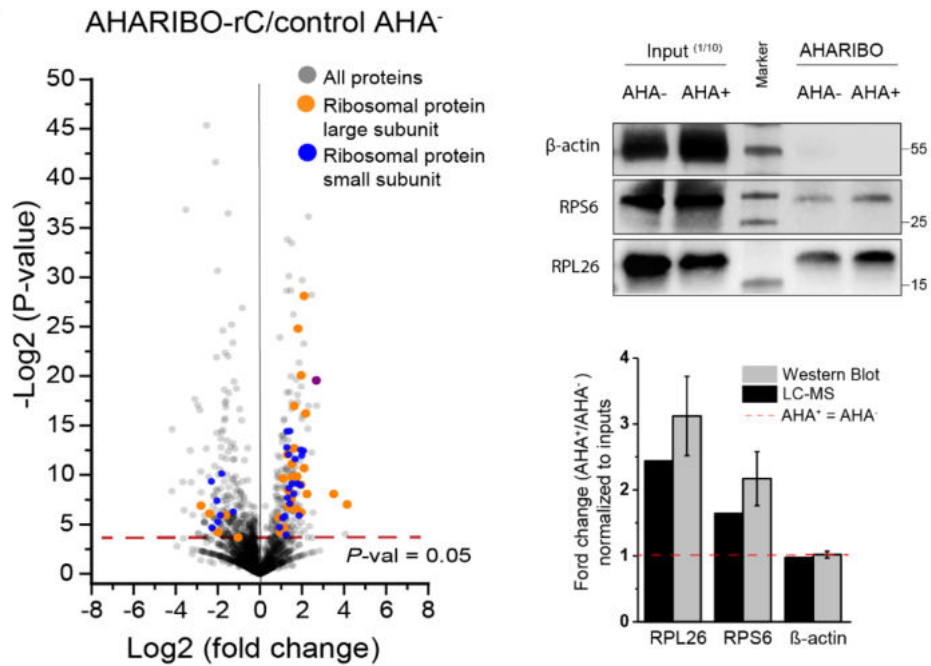 AHARIBO-rC/control AHA-
50
45
40
35
30
25
20
15
10
5
0
-Log2 (P-value)
All proteins
Ribosomal protein
large subunit
Ribosomal protein
small subunit
P-val = 0.05
-8 -6 -4 -2 0 2 4 6 8
Log2 (fold change)
Input (1/10) Marker AHARIBO
AHA- AHA+ AHA- AHA+
β-actin -55
RPS6 -25
RPL26 -15
4
3
2
1
0
Ford change (AHA+/AHA-)
normalized to inputs
Western Blot
LC-MS
AHA+ = AHA-
RPL26 RPS6 ß-actin